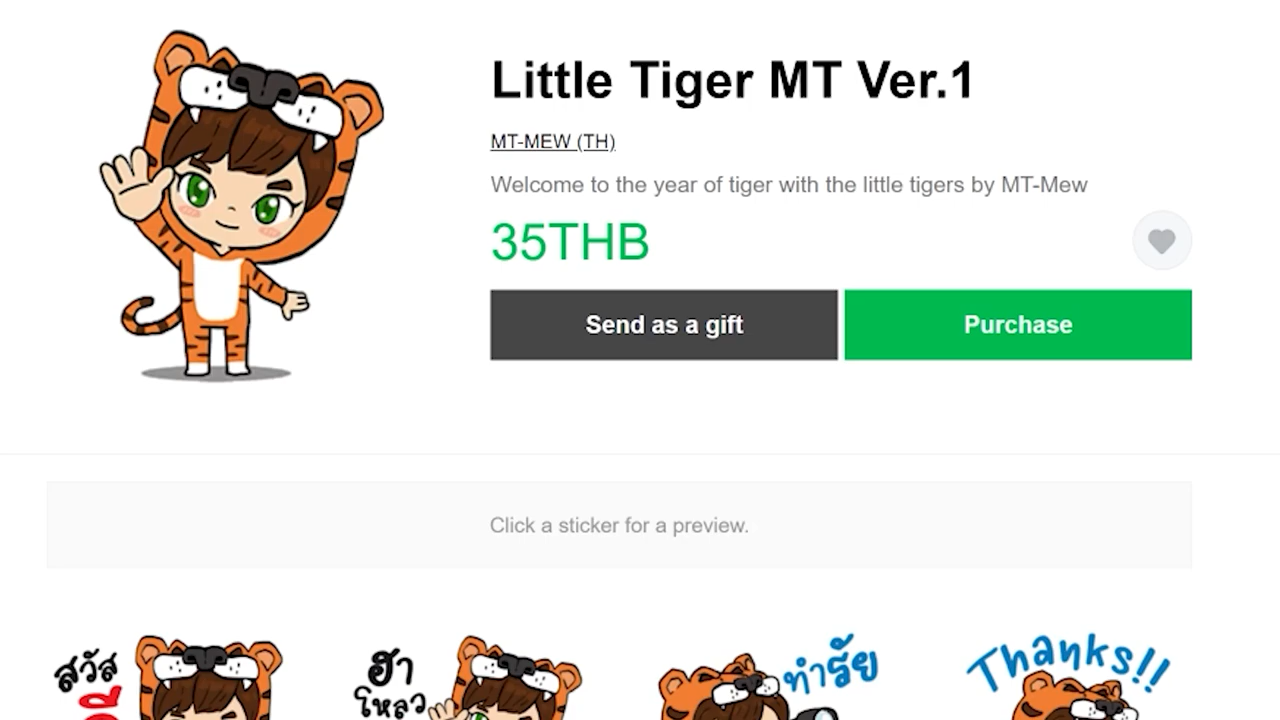 Little Tiger MT Ver.1
MT-MEW (TH)
Welcome to the year of tiger with the little tigers by MT-Mew
35THB
Send as a gift
Purchase
Click a sticker for a preview.
สวัส
ฮา
โหลว
ทำรัย
Thanks!!